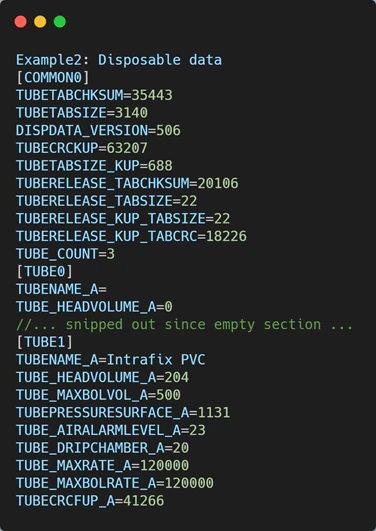 Example2: Disposable data
[COMMON0]
TUBETABCHKSUM=35443
TUBETABSIZE=3140
DISPDATA_VERSION=506
TUBECRCKUP=63207
TUBETABSIZE_KUP=688
TUBERELEASE_TABCHKSUM=20106
TUBERELEASE_TABSIZE=22
TUBERELEASE_KUP_TABSIZE=22
TUBERELEASE_KUP_TABCRC=18226
TUBE_COUNT=3
[TUBE0]
TUBENAME_A=
TUBE_HEADVOLUME_A=0
//... snipped out since empty section ...
[TUBE1]
TUBENAME_A=Intrafix PVC
TUBE_HEADVOLUME_A=204
TUBE_MAXBOLVOL_A=500
TUBEPRESSURESURFACE_A=1131
TUBE_AIRALARMLEVEL_A=23
TUBE_DRIPCHAMBER_A=20
TUBE_MAXRATE_A=120000
TUBE_MAXBOLRATE_A=120000
TUBECRCFUP_A=41266